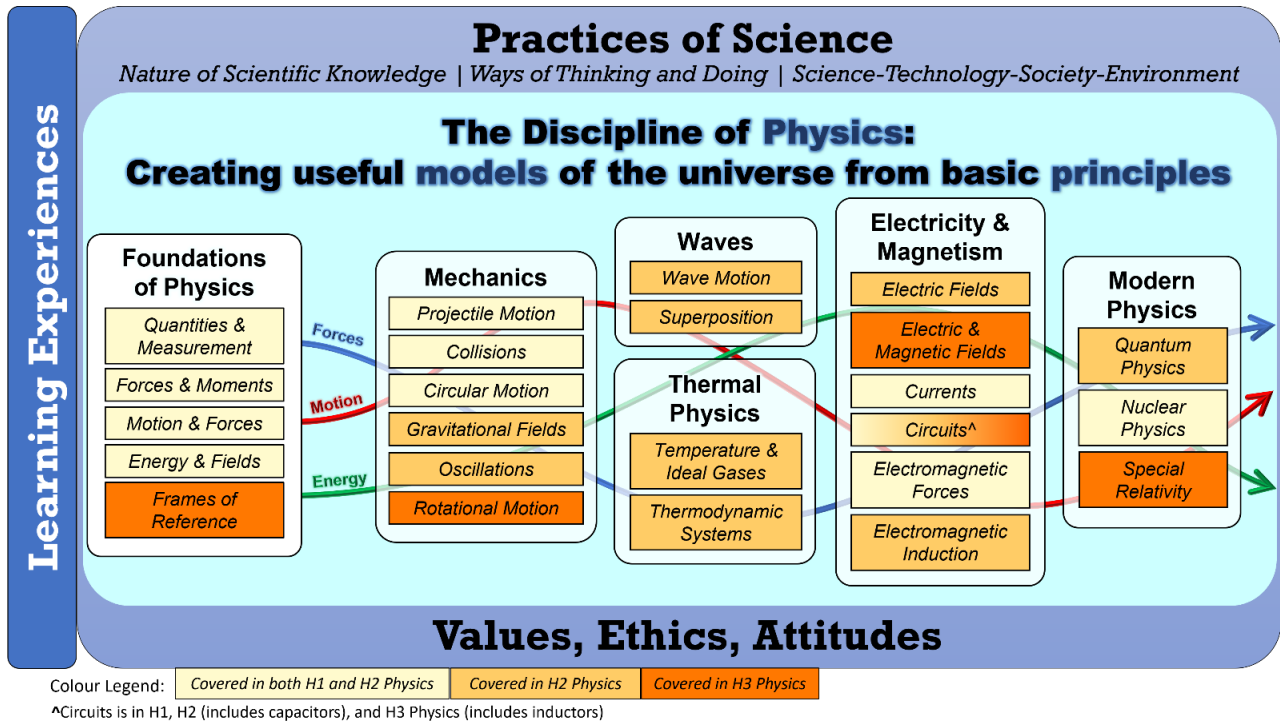 Learning Experiences
Practices of Science
Nature of Scientific Knowledge | Ways of Thinking and Doing | Science-Technology-Society-Environment
The Discipline of Physics:
Creating useful models of the universe from basic principles
Foundations
of Physics
Quantities &
Measurement
Forces & Moments
Motion & Forces
Energy & Fields
Frames of
Reference
Forces
Motion
Energy
Mechanics
Projectile Motion
Collisions
Circular Motion
Gravitational Fields
Oscillations
Rotational Motion
Waves
Wave Motion
Superposition
Thermal
Physics
Temperature &
Ideal Gases
Thermodynamic
Systems
Electricity &
Magnetism
Electric Fields
Electric &
Magnetic Fields
Currents
Circuits^
Electromagnetic
Forces
Electromagnetic
Induction
Modern
Physics
Quantum
Physics
Nuclear
Physics
Special
Relativity
Values, Ethics, Attitudes
Colour Legend:
Covered in both H1 and H2 Physics
Covered in H2 Physics
Covered in H3 Physics
^Circuits is in H1, H2 (includes capacitors), and H3 Physics (includes inductors)